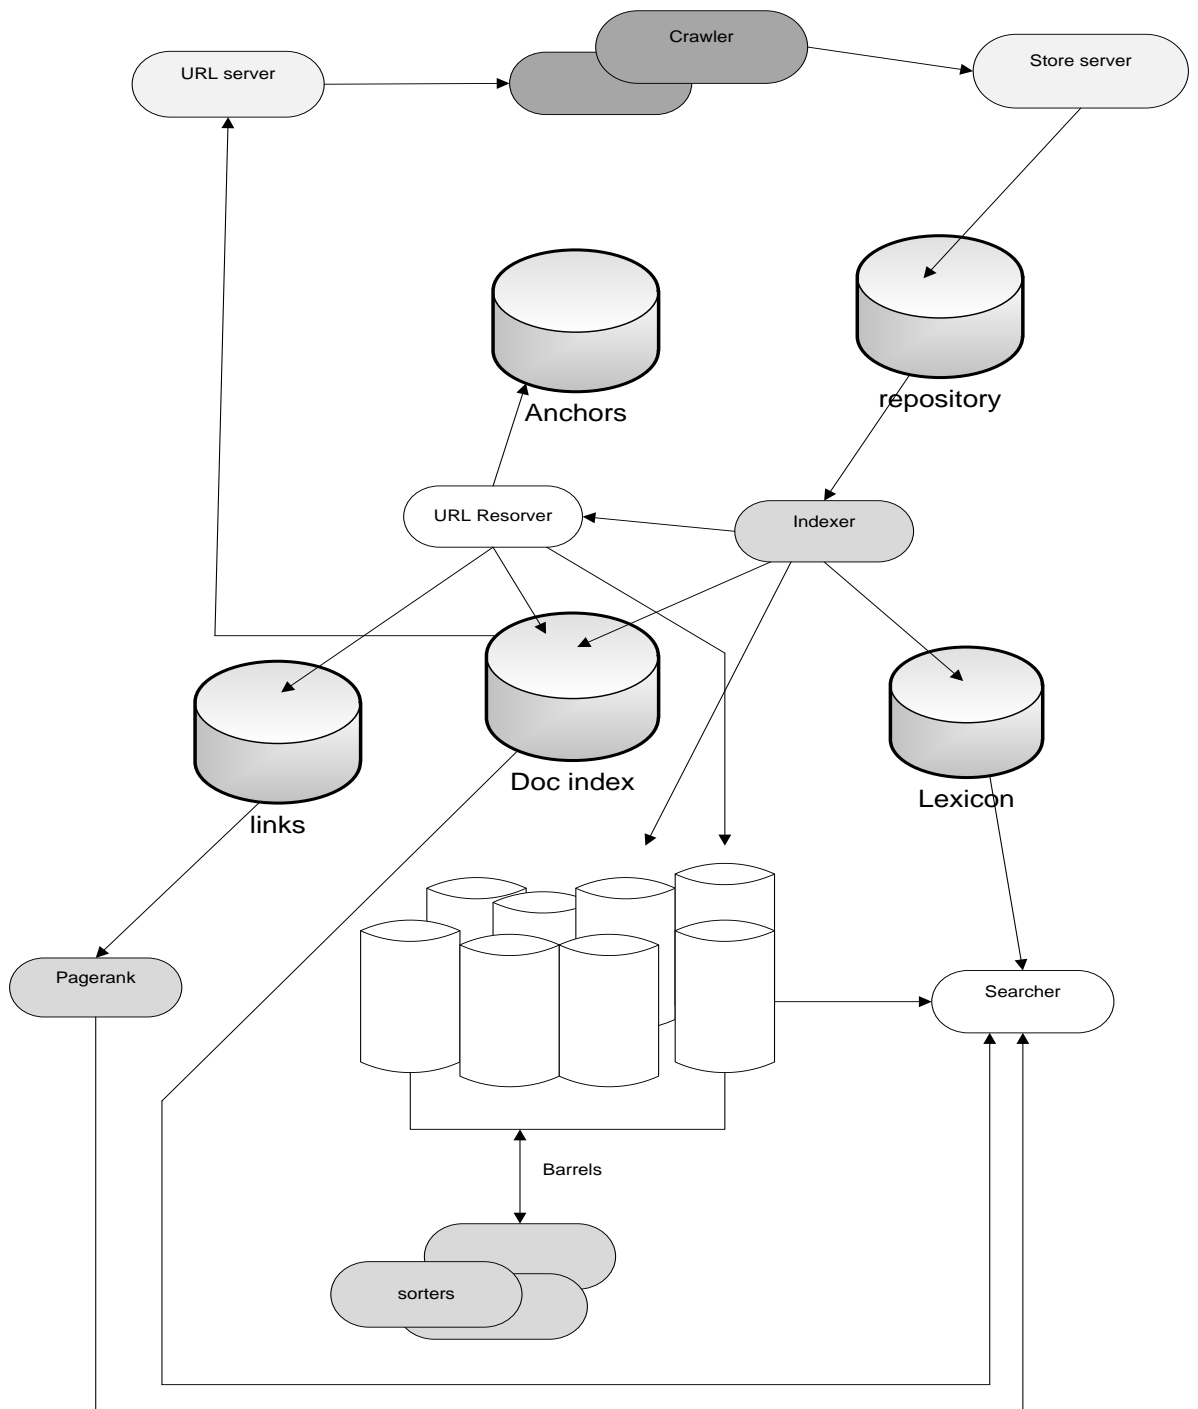 Crawler
URL server
Store server
Anchors
repository
URL Resorver
Indexer
Doc index
Lexicon
links
Pagerank
Searcher
Barrels
sorters